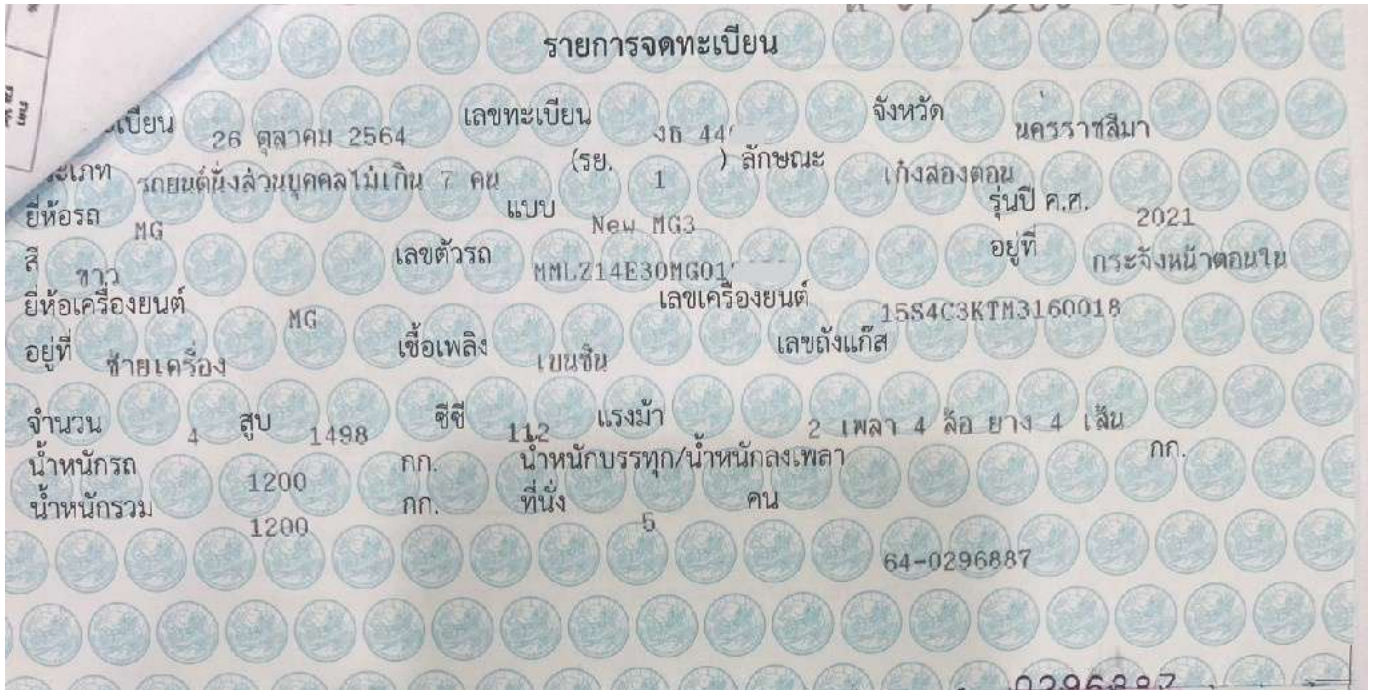 รายการจดทะเบียน
เบียน 26 ตุลาคม 2564 เลขทะเบียน 44 จังหวัด นครราชสีมา
รถยนต์นั่งส่วนบุคคลไม่เกิน 7 คน (รย. 1 ) ลักษณะ เก๋งสองตอน
ยี่ห้อรถ MG แบบ New MG3 รุ่นปี ค.ศ. 2021
สี ขาว เลขตัวรถ MMLZ14E30MG01 อยู่ที่ กระจังหน้าตอนใน
ยี่ห้อเครื่องยนต์ MG เลขเครื่องยนต์ 15S4C3KTM3160018
อยู่ที่ ซ้ายเครื่อง เชื้อเพลิง เบนซิน เลขถังแก๊ส
จำนวน 4 สูบ 1498 ซีซี 112 แรงม้า 2 เพลา 4 ล้อ ยาง 4 เส้น
น้ำหนักรถ 1200 กก. น้ำหนักบรรทุก/น้ำหนักลงเพลา กก.
น้ำหนักรวม 1200 กก. ที่นั่ง 5 คน
64-0296887
0296887